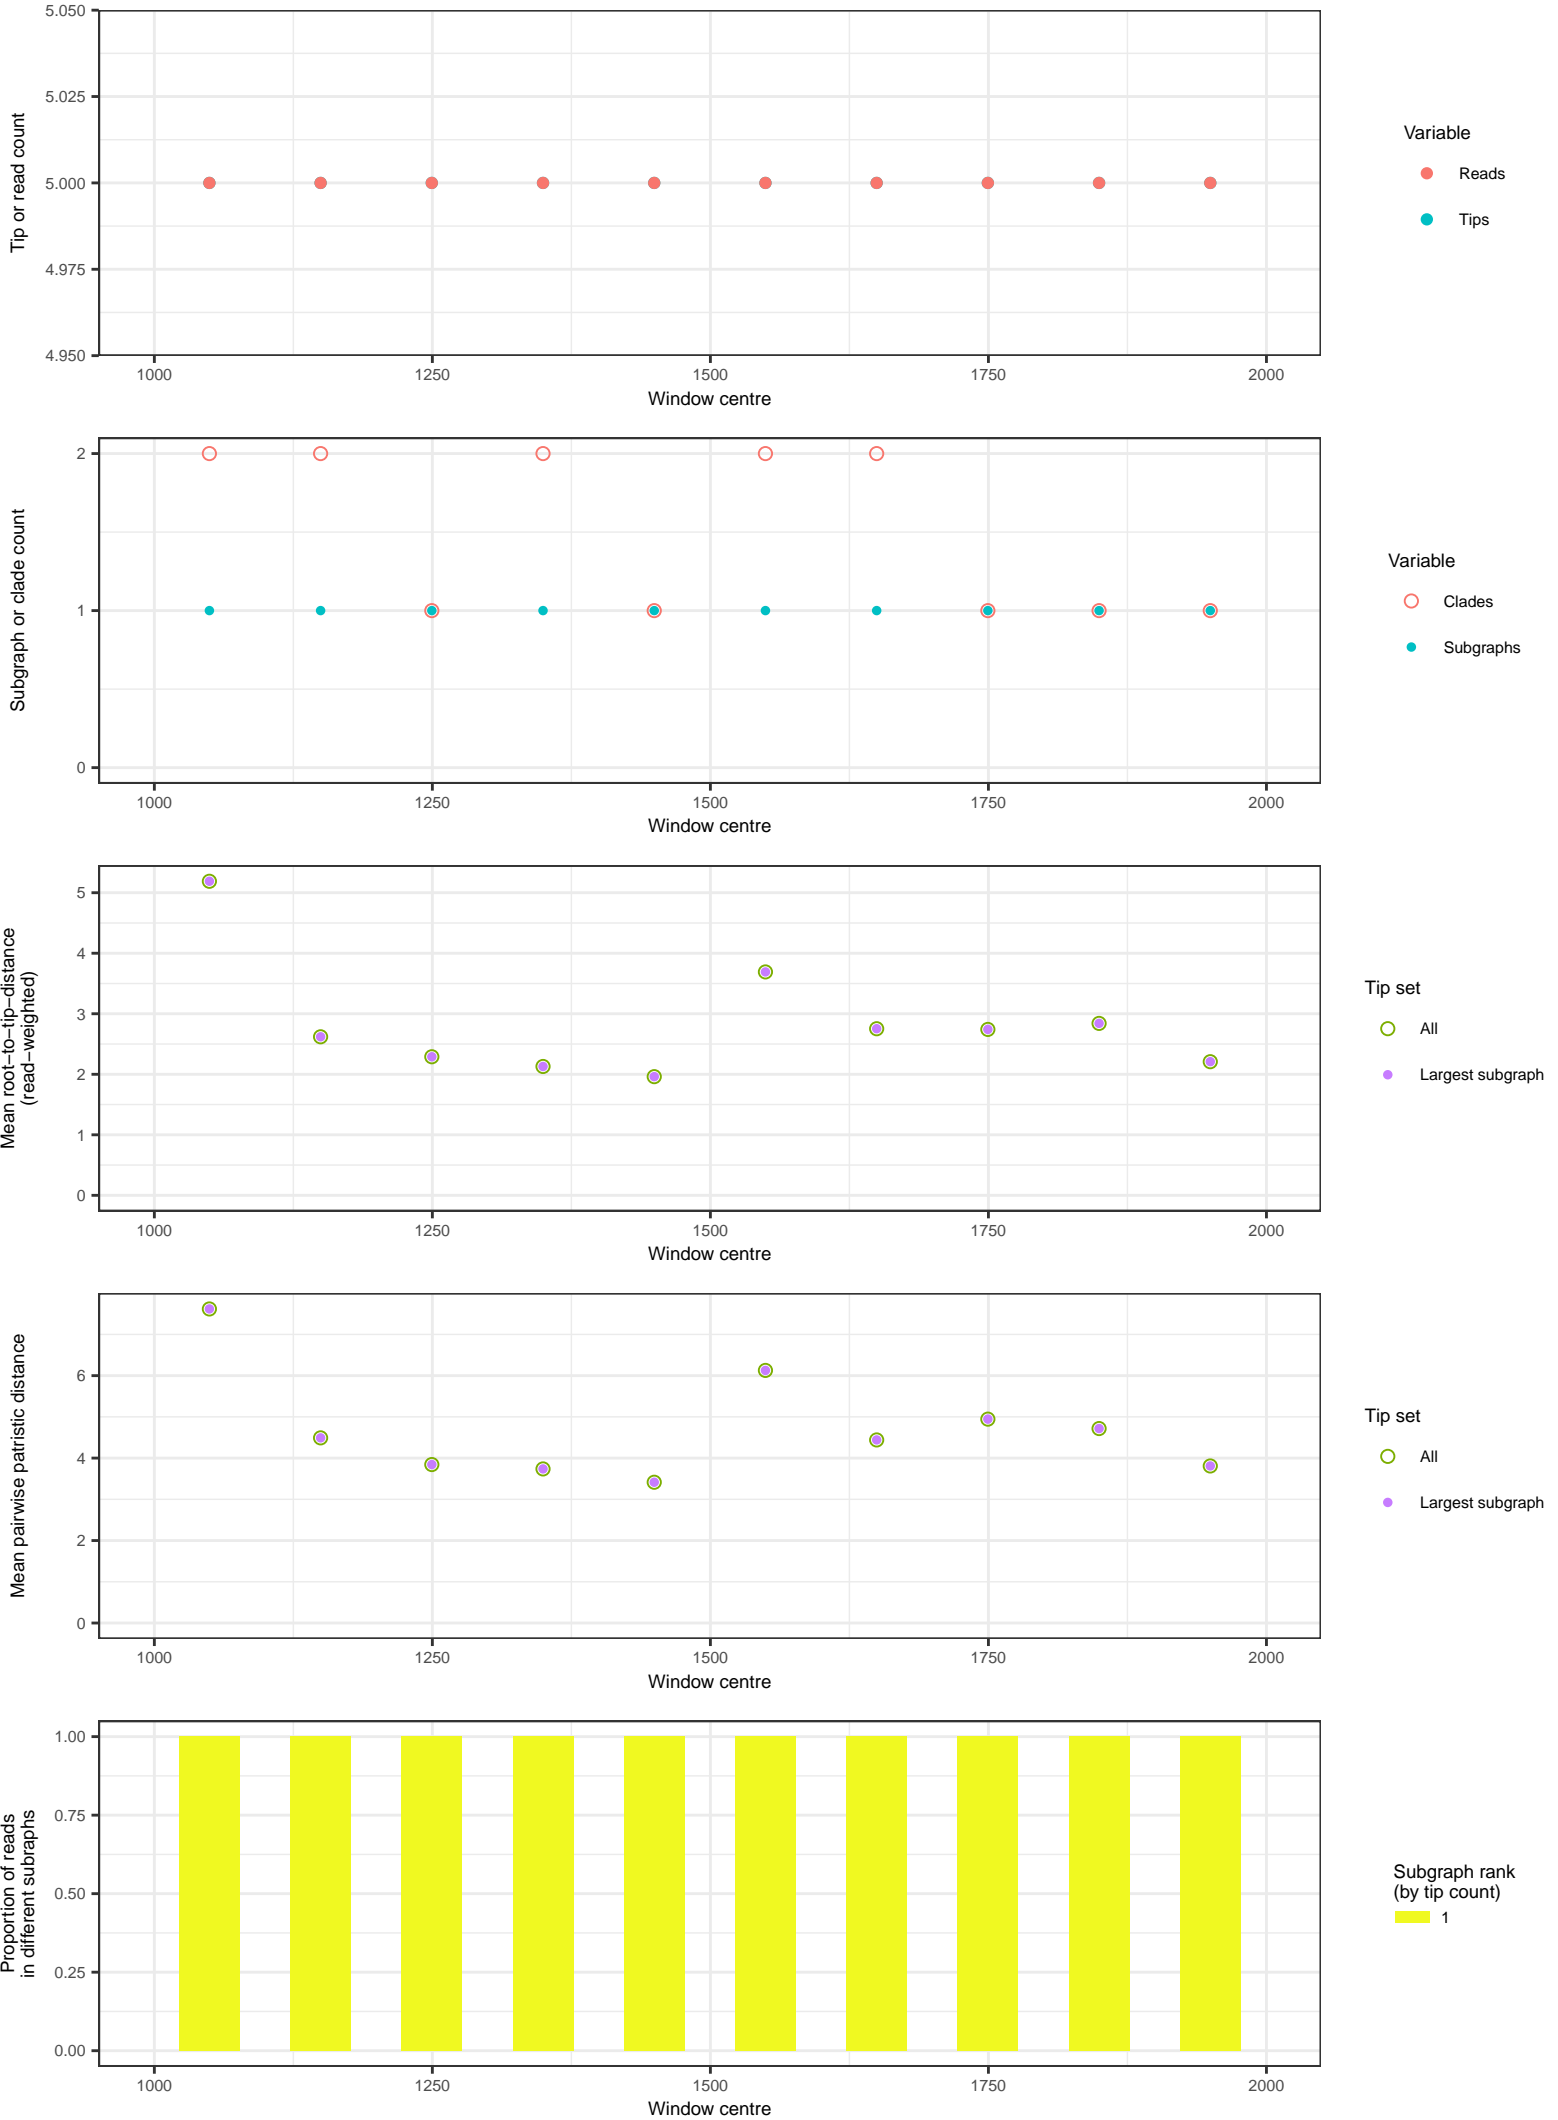 5.050
5.025
5.000
4.975
4.950
Tip or read count
1000 1250 1500 1750 2000
Window centre
Variable
Reads
Tips
2
1
0
Subgraph or clade count
1000 1250 1500 1750 2000
Window centre
Variable
Clades
Subgraphs
5
4
3
2
1
0
Mean root−to−tip−distance
(read−weighted)
1000 1250 1500 1750 2000
Window centre
Tip set
All
Largest subgraph
6
4
2
0
Mean pairwise patristic distance
1000 1250 1500 1750 2000
Window centre
Tip set
All
Largest subgraph
1.00
0.75
0.50
0.25
0.00
Proportion of reads
in different subraphs
1000 1250 1500 1750 2000
Window centre
Subgraph rank
(by tip count)
1